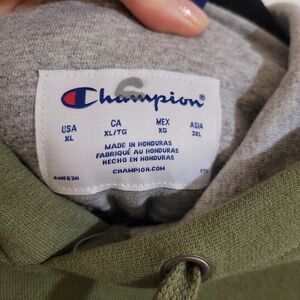 Champion®
USA CA MEX ASIA
XL XL/TG XG 3XL
MADE IN HONDURAS
FABRIQUÉ AU HONDURAS
HECHO EN HONDURAS
CHAMPION.COM